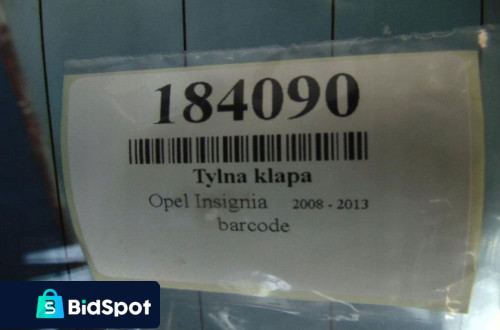 184090
Tylna klapa
Opel Insignia 2008 - 2013
barcode
BidSpot